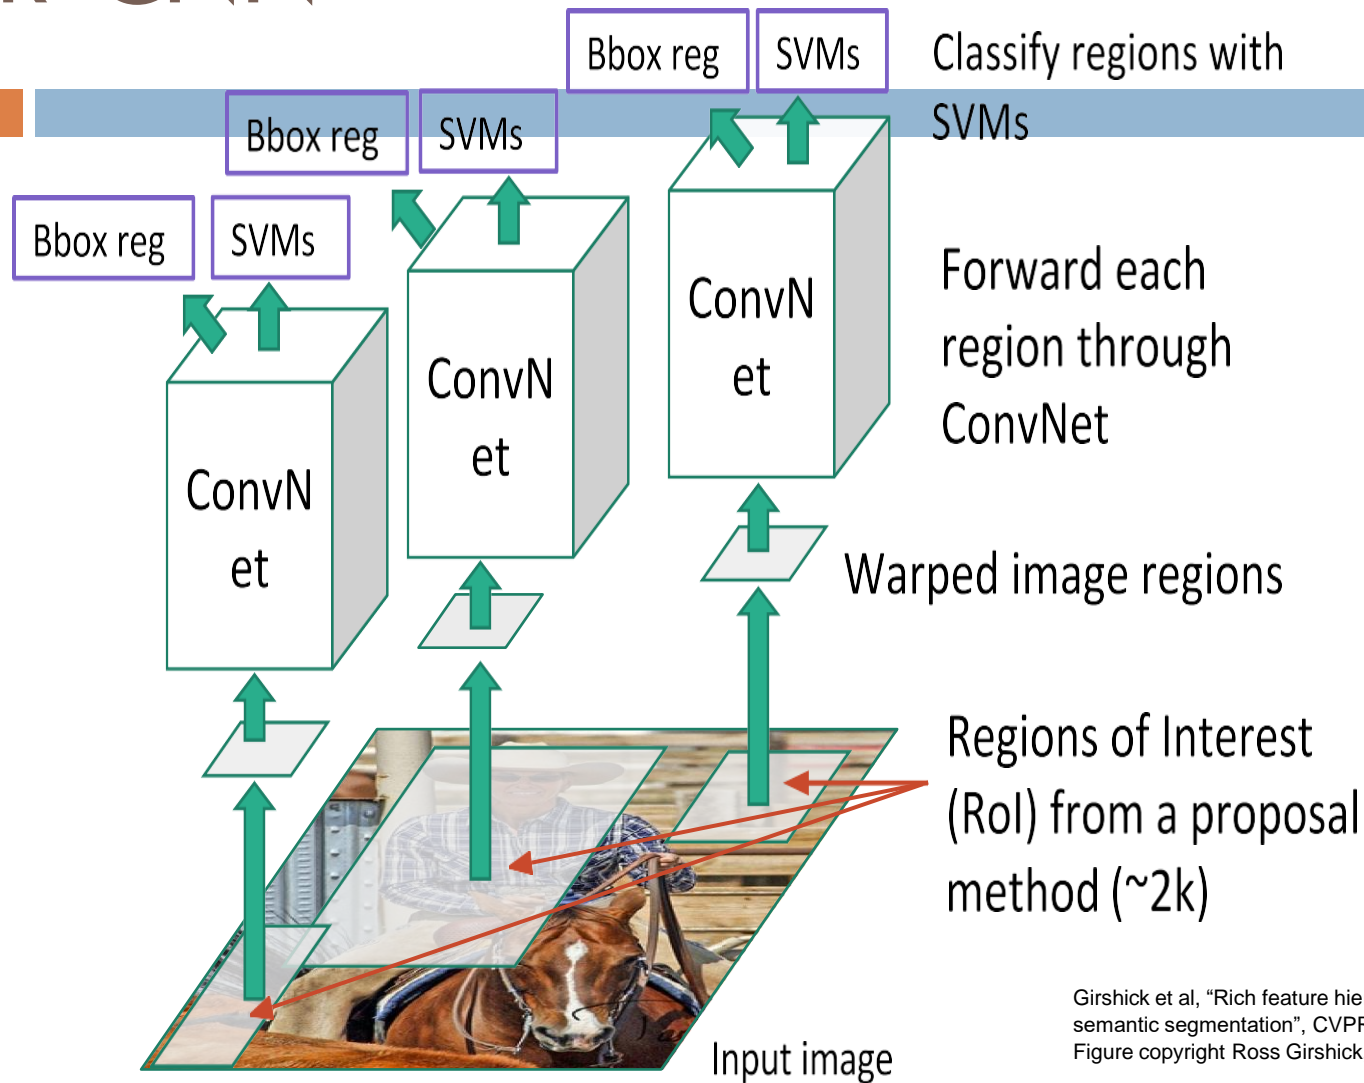 Bbox reg
SVMs
Classify regions with
SVMs
Bbox reg
SVMs
Bbox reg
SVMs
ConvN
et
ConvN
et
ConvN
et
Forward each
region through
ConvNet
Warped image regions
Regions of Interest
(RoI) from a proposal
method (~2k)
Input image
Girshick et al, “Rich feature hie
semantic segmentation”, CVPR
Figure copyright Ross Girshick